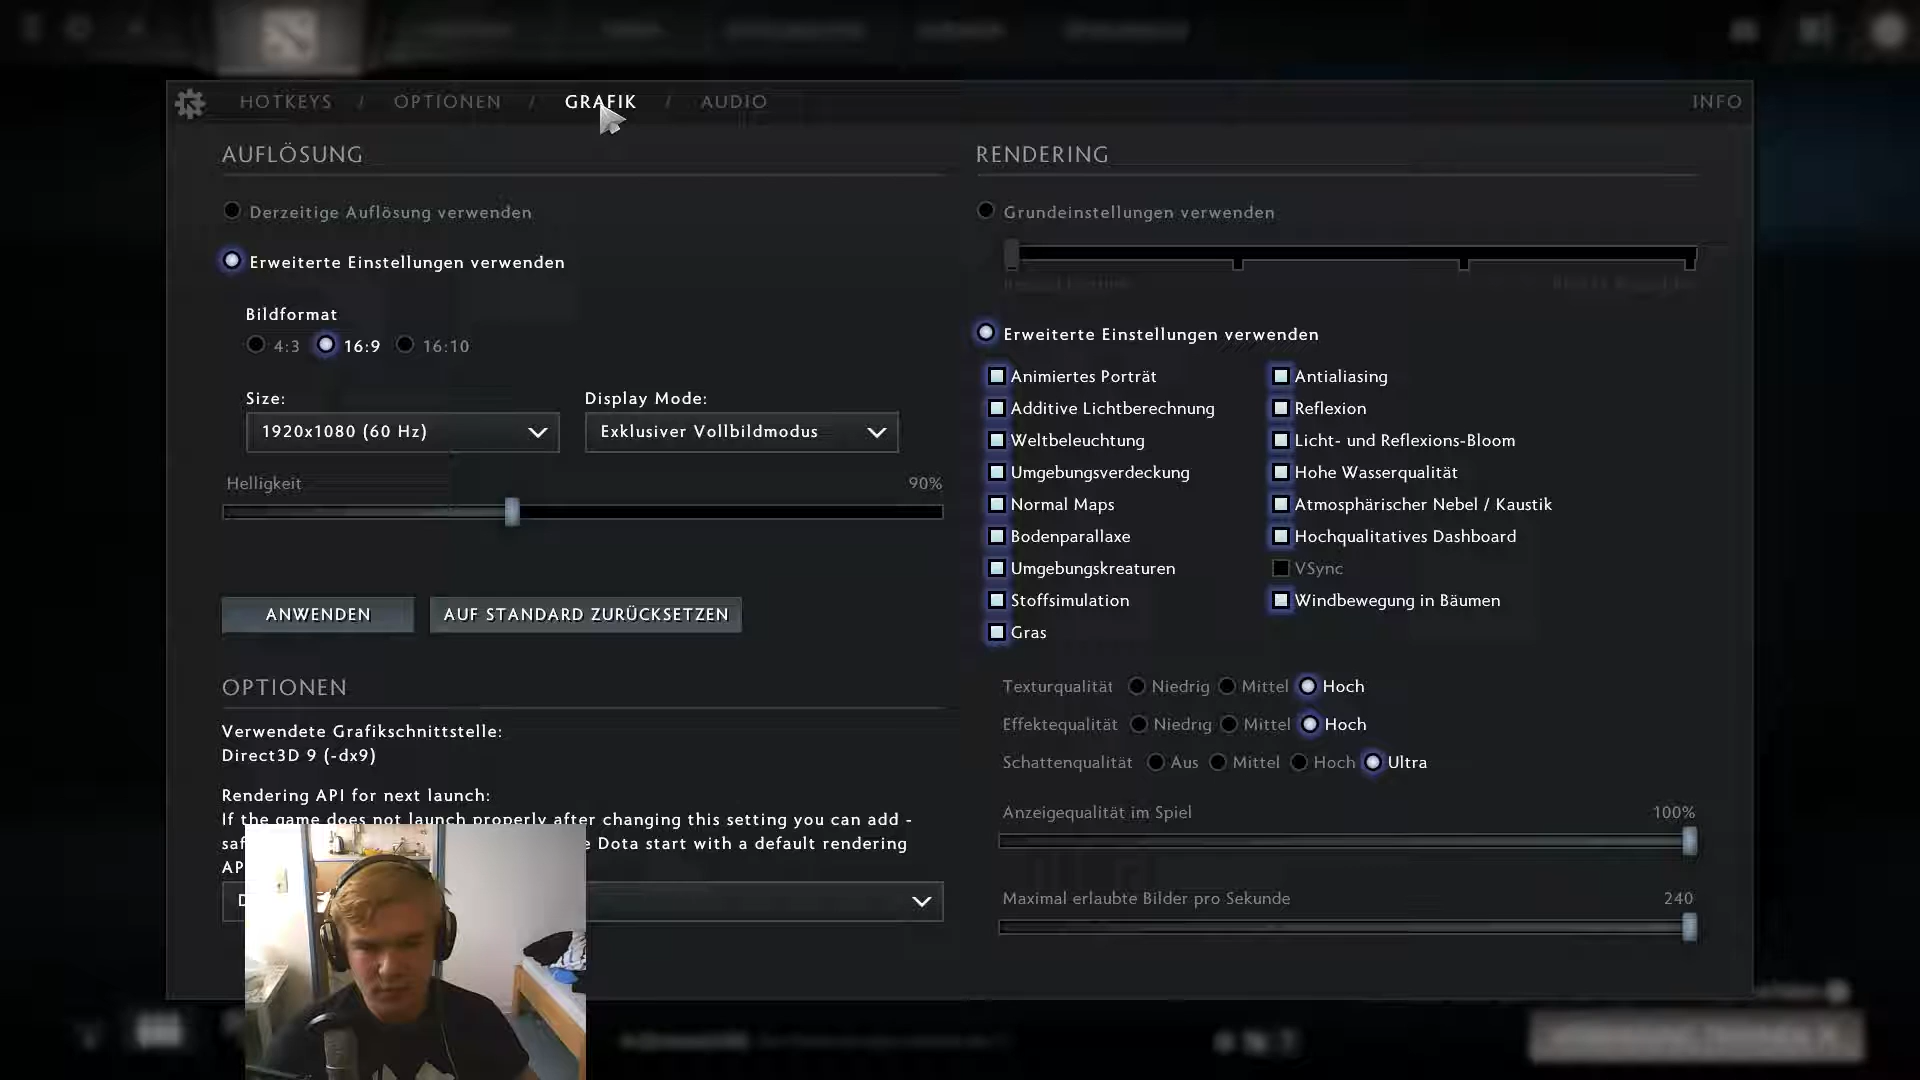 HOTKEYS / OPTIONEN / GRAFIK / AUDIO
INFO
AUFLÖSUNG
Derzeitige Auflösung verwenden
Erweiterte Einstellungen verwenden
Bildformat
4:3 16:9 16:10
Size:
Display Mode:
1920x1080 (60 Hz)
Exklusiver Vollbildmodus
Helligkeit
90%
ANWENDEN
AUF STANDARD ZURÜCKSETZEN
OPTIONEN
Verwendete Grafikschnittstelle:
Direct3D 9 (-dx9)
Rendering API for next launch:
If the game does not launch properly after changing this setting you can add -
Dota start with a default rendering
RENDERING
Grundeinstellungen verwenden
Erweiterte Einstellungen verwenden
Animiertes Porträt
Additive Lichtberechnung
Weltbeleuchtung
Umgebungsverdeckung
Normal Maps
Bodenparallaxe
Umgebungskreaturen
Stoffsimulation
Gras
Antialiasing
Reflexion
Licht- und Reflexions-Bloom
Hohe Wasserqualität
Atmosphärischer Nebel / Kaustik
Hochqualitatives Dashboard
VSync
Windbewegung in Bäumen
Texturqualität Niedrig Mittel Hoch
Effektequalität Niedrig Mittel Hoch
Schattenqualität Aus Mittel Hoch Ultra
Anzeigequalität im Spiel
100%
Maximal erlaubte Bilder pro Sekunde
240